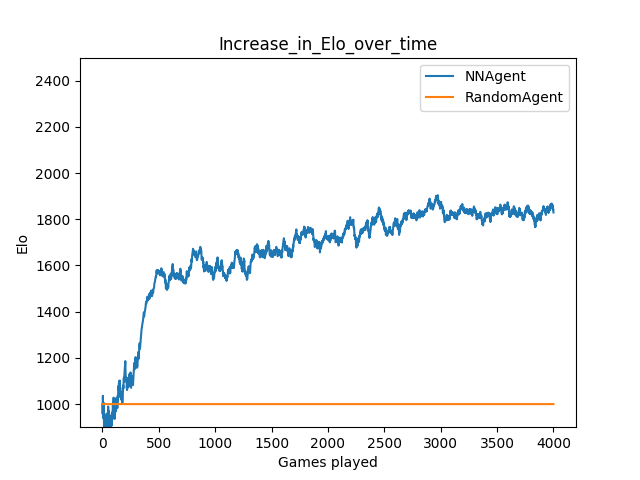 Increase_in_Elo_over_time
NNAgent
RandomAgent
2400
2200
2000
1800
1600
1400
1200
1000
Elo
0 500 1000 1500 2000 2500 3000 3500 4000
Games played